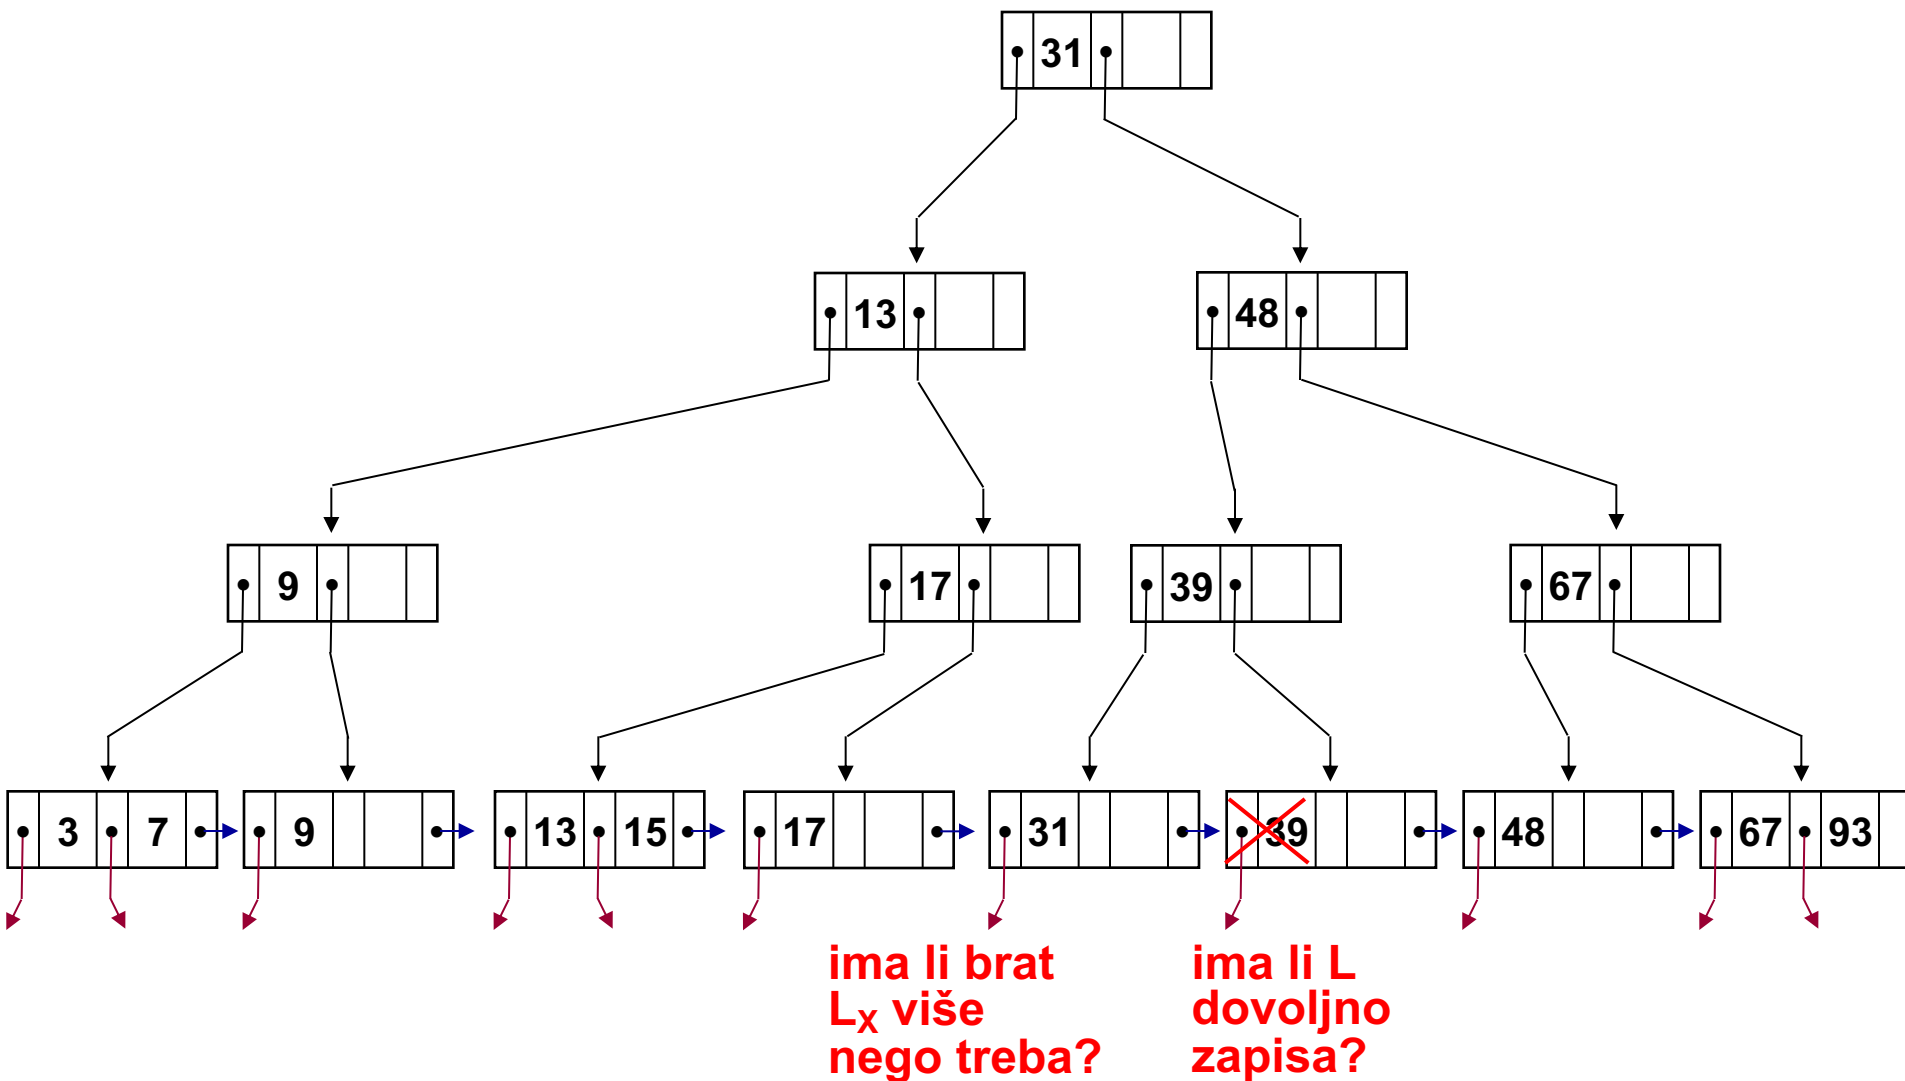 31
13 48
9 17 39 67
3 7 9 13 15 17 31 39 48 67 93
ima li brat
Lx više
nego treba?
ima li L
dovoljno
zapisa?